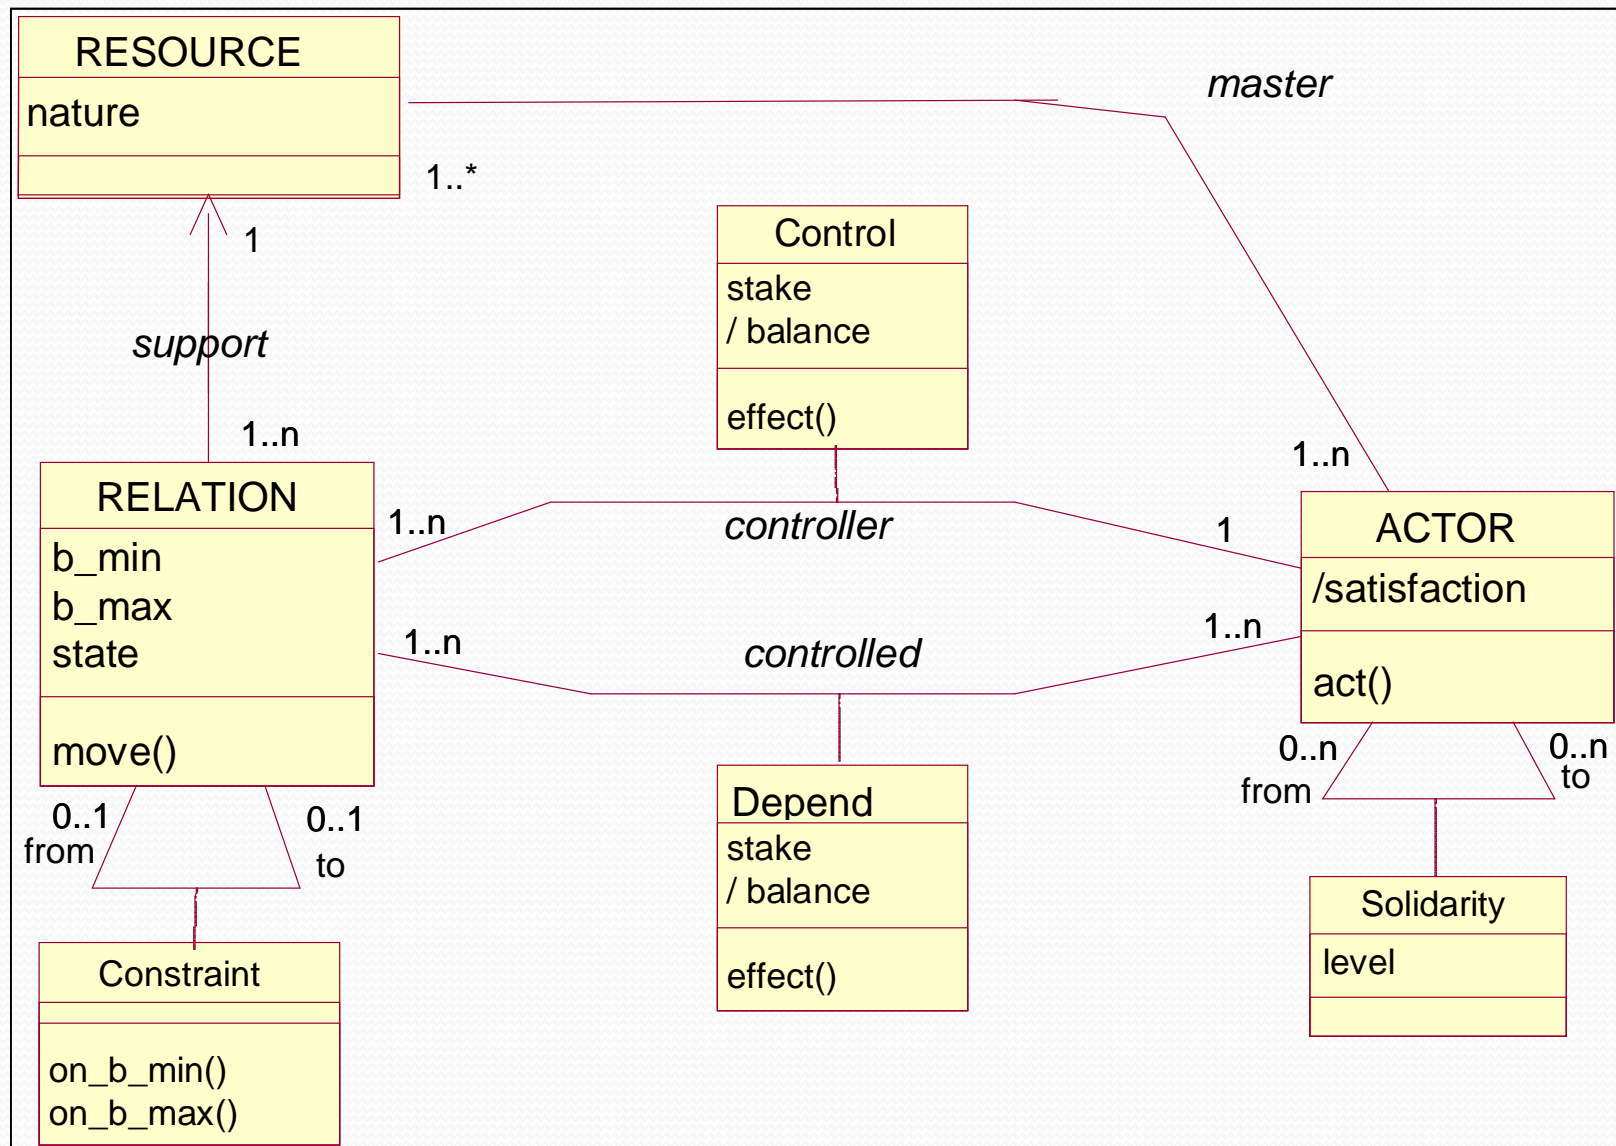 RESOURCE
nature
master
1..*
1
support
1..n
Control
stake
/ balance
effect()
1..n
RELATION
b_min
b_max
state
move()
1..n
controller
1
ACTOR
/satisfaction
act()
1..n
controlled
1..n
0..1
from
0..1
to
Depend
stake
/ balance
effect()
0..n
from
0..n
to
Constraint
on_b_min()
on_b_max()
Solidarity
level